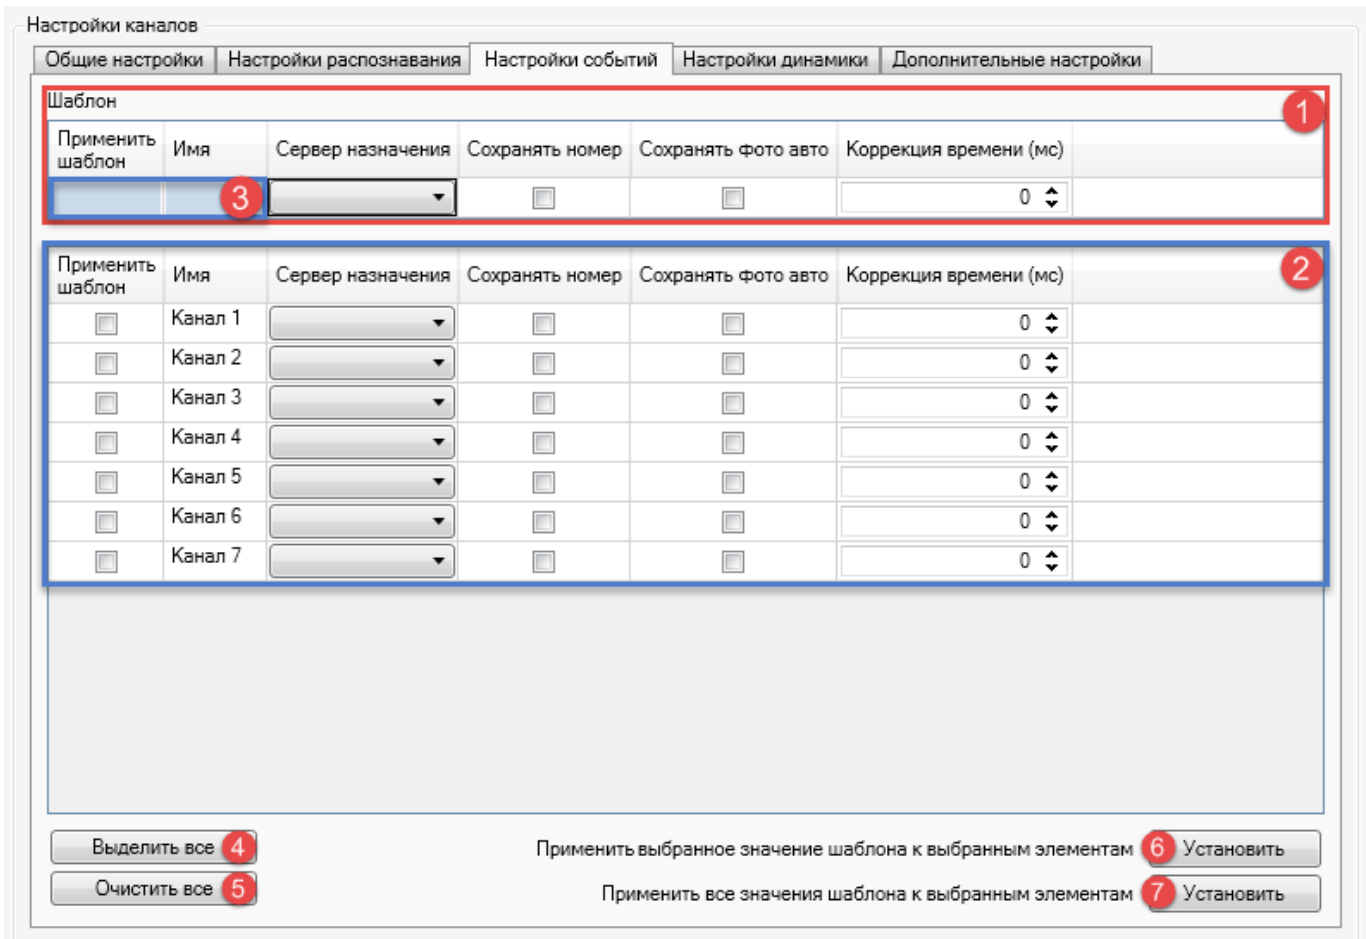 Настройки каналов
Общие настройки Настройки распознавания Настройки событий Настройки динамики Дополнительные настройки
Шаблон
1
Применить шаблон Имя Сервер назначения Сохранять номер Сохранять фото авто Коррекция времени (мс)
3 0
Применить шаблон Имя Сервер назначения Сохранять номер Сохранять фото авто Коррекция времени (мс) 2
Канал 1 0
Канал 2 0
Канал 3 0
Канал 4 0
Канал 5 0
Канал 6 0
Канал 7 0
Выделить все 4 Применить выбранное значение шаблона к выбранным элементам 6 Установить
Очистить все 5 Применить все значения шаблона к выбранным элементам 7 Установить